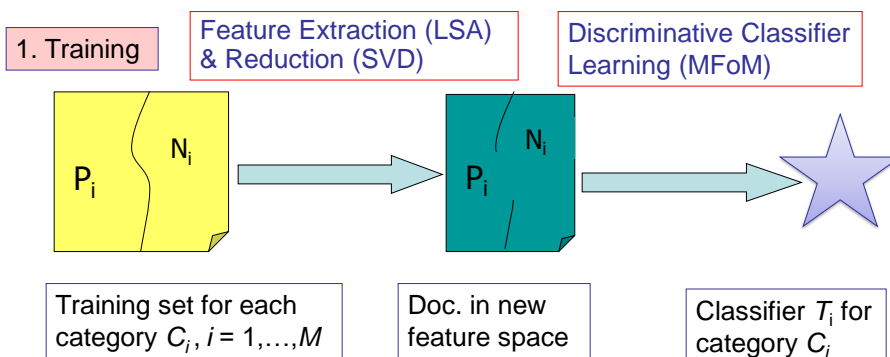 1. Training
Feature Extraction (LSA)
& Reduction (SVD)
Discriminative Classifier
Learning (MFoM)
Pi
Ni
Pi
Ni
Training set for each
category Ci, i = 1,…,M
Doc. in new
feature space
Classifier Ti for
category Ci